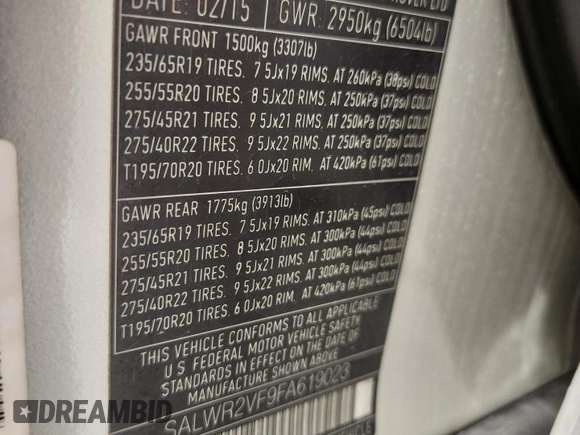 DATE: 02/15 GWR: 2950kg (6504lb)
GAWR FRONT 1500kg (3307lb)
235/65R19 TIRES. 7 5Jx19 RIMS. AT 260kPa (38psi) COLD
255/55R20 TIRES. 8 5Jx20 RIMS. AT 250kPa (37psi) COLD
275/45R21 TIRES. 9 5Jx21 RIMS. AT 250kPa (37psi) COLD
275/40R22 TIRES. 9 5Jx22 RIMS. AT 250kPa (37psi) COLD
T195/70R20 TIRES. 6 0Jx20 RIM. AT 420kPa (61psi) COLD
GAWR REAR 1775kg (3913lb)
235/65R19 TIRES. 7 5Jx19 RIMS. AT 310kPa (45psi) COLD
255/55R20 TIRES. 8 5Jx20 RIMS. AT 300kPa (44psi) COLD
275/45R21 TIRES. 9 5Jx21 RIMS. AT 300kPa (44psi) COLD
275/40R22 TIRES. 9 5Jx22 RIMS. AT 300kPa (44psi) COLD
T195/70R20 TIRES. 6 0Jx20 RIM. AT 420kPa (61psi) COLD
THIS VEHICLE CONFORMS TO ALL APPLICABLE
U S FEDERAL MOTOR VEHICLE SAFETY
STANDARDS IN EFFECT ON THE DATE OF
MANUFACTURE SHOWN ABOVE
SALWR2VF9FA619023
DREAMBID